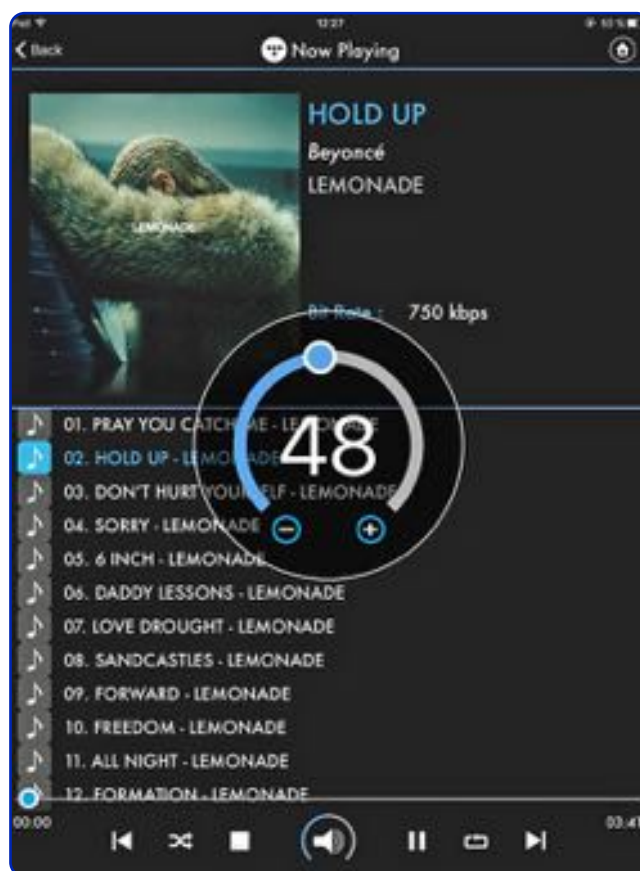 12:27
Back
Now Playing
HOLD UP
Beyoncé
LEMONADE
LEMONADE
Bit Rate : 750 kbps
48
01. PRAY YOU CATCH ME - LEMONADE
02. HOLD UP - LEMONADE
03. DON'T HURT YOURSELF - LEMONADE
04. SORRY - LEMONADE
05. 6 INCH - LEMONADE
06. DADDY LESSONS - LEMONADE
07. LOVE DROUGHT - LEMONADE
08. SANDCASTLES - LEMONADE
09. FORWARD - LEMONADE
10. FREEDOM - LEMONADE
11. ALL NIGHT - LEMONADE
12. FORMATION - LEMONADE
00:00
03:41